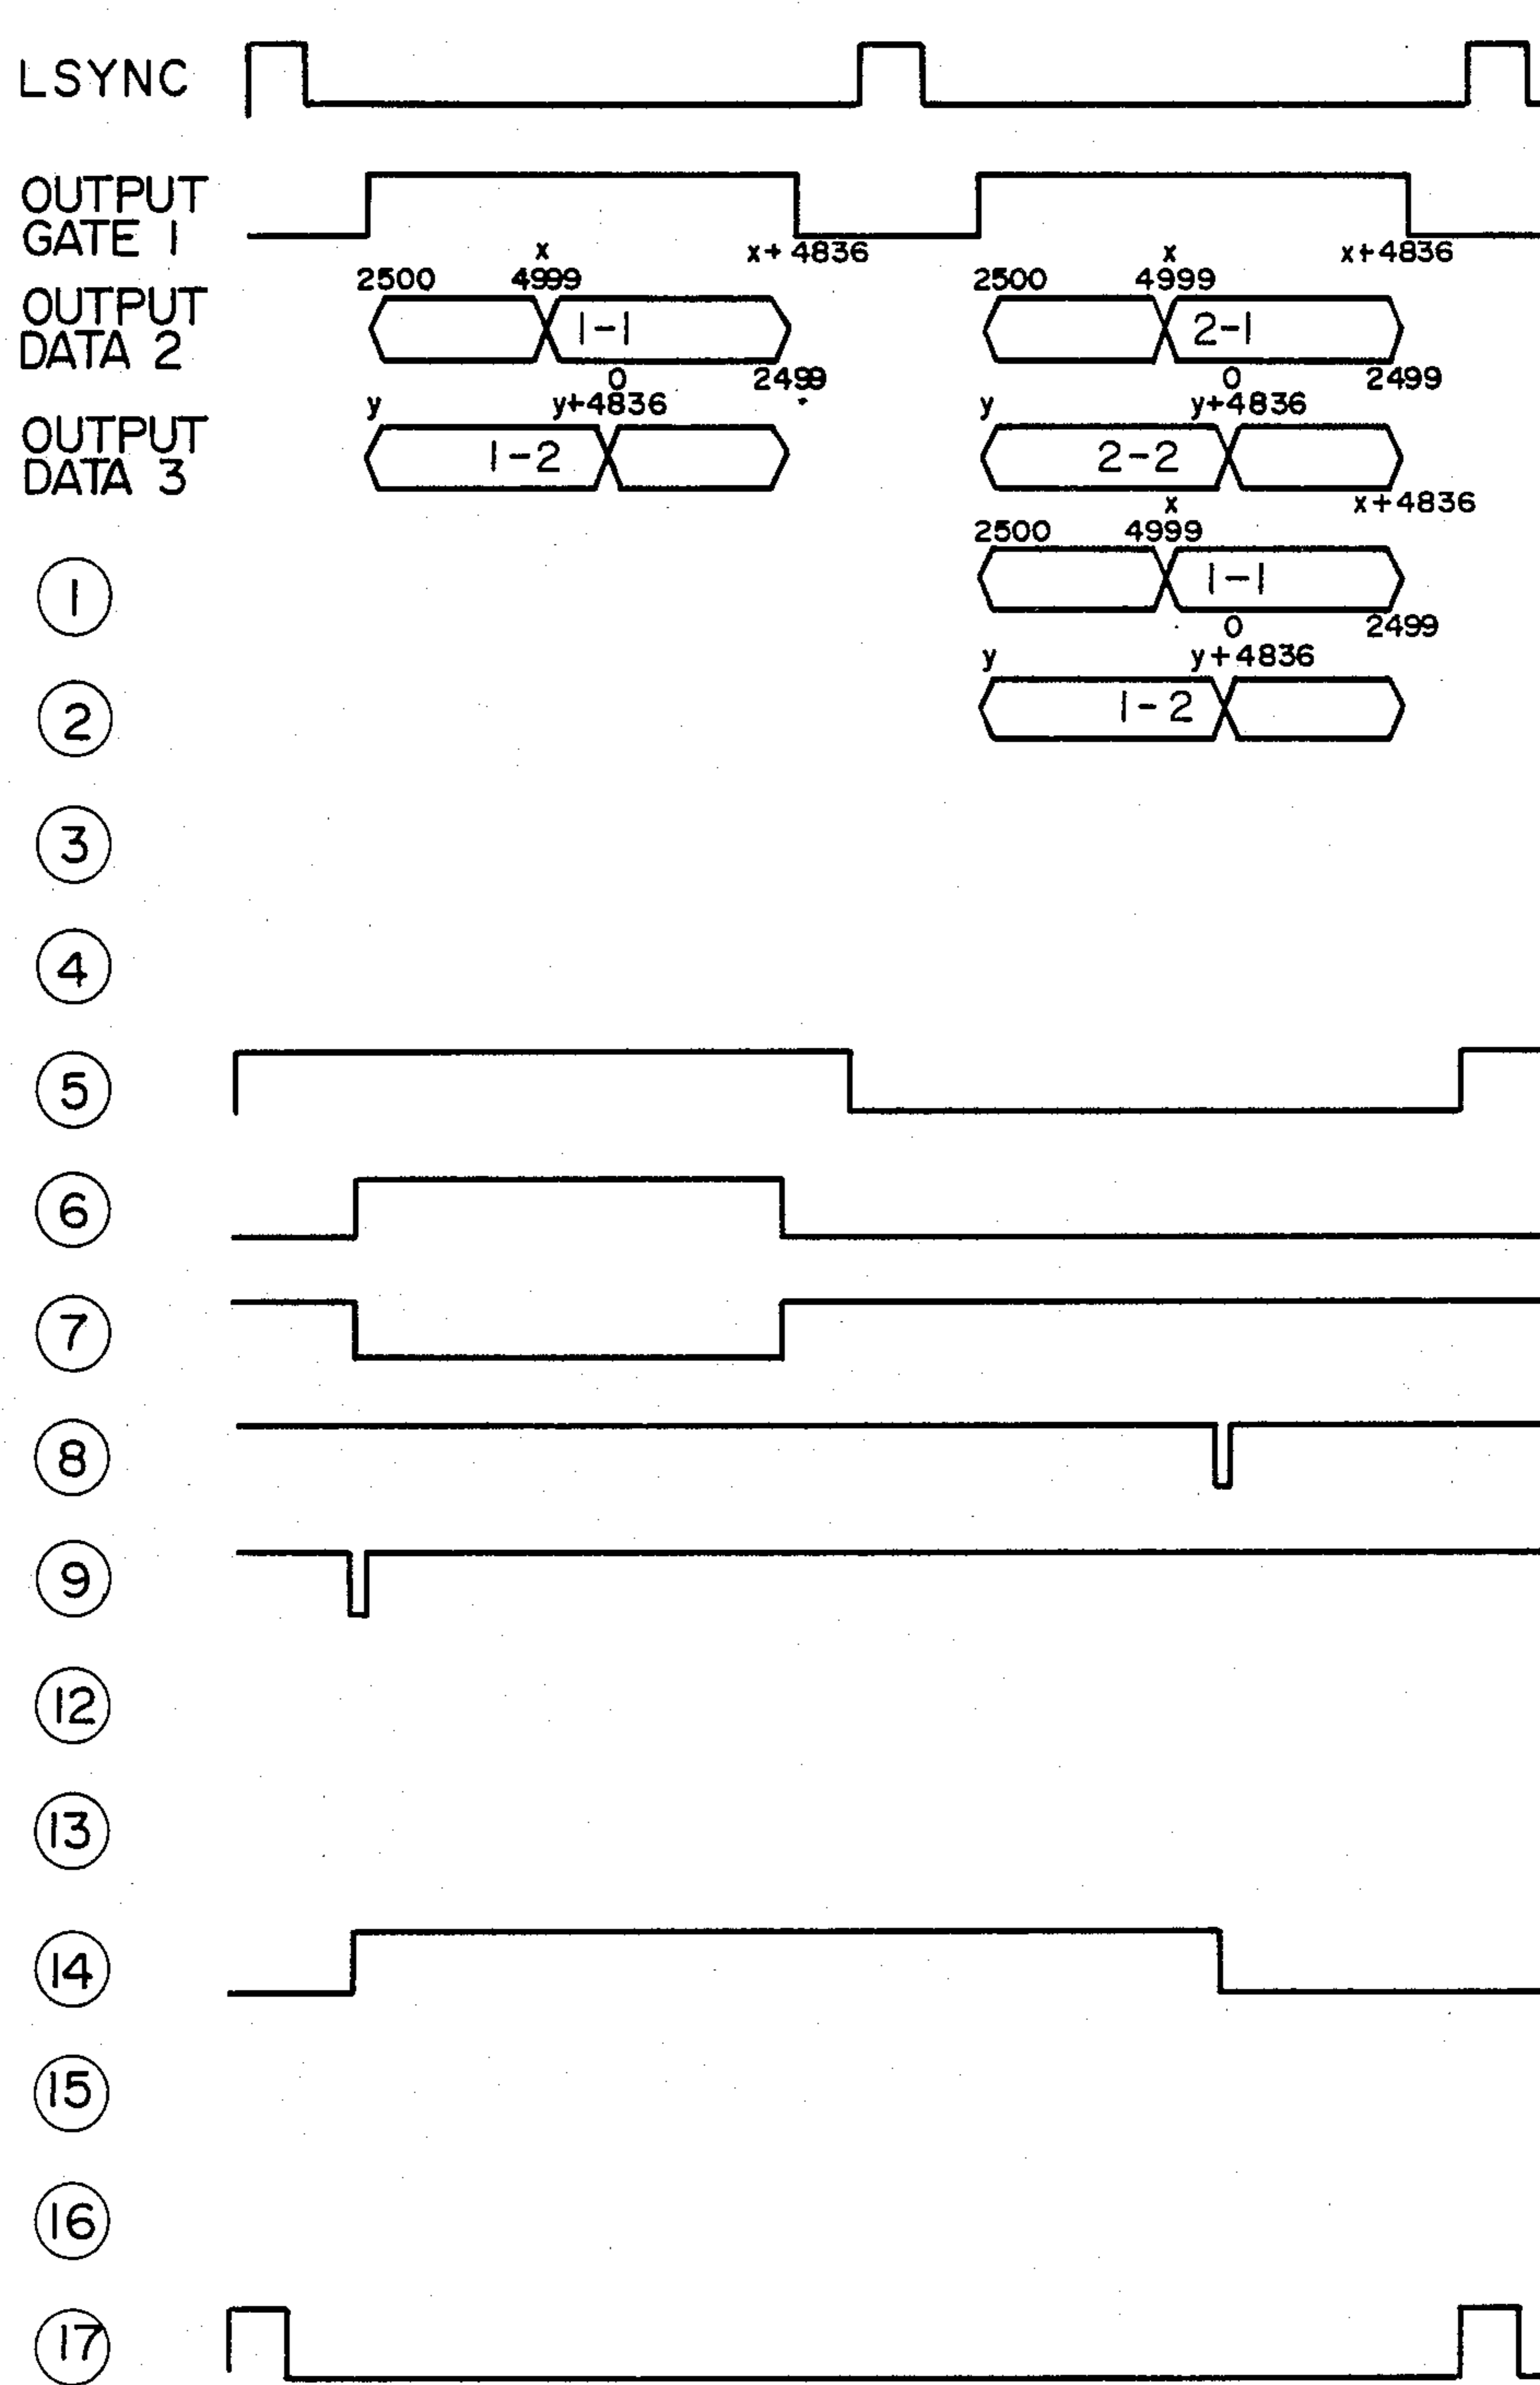 LSYNC
OUTPUT
GATE 1
x x+4836 x x+4836
2500 4999 2500 4999
OUTPUT
DATA 2
1-1 2-1
0 2499 0 2499
y y+4836 y y+4836
OUTPUT
DATA 3
1-2 2-2
x x+4836
2500 4999
1 1-1
0 2499
y y+4836
2 1-2
3
4
5
6
7
8
9
12
13
14
15
16
17